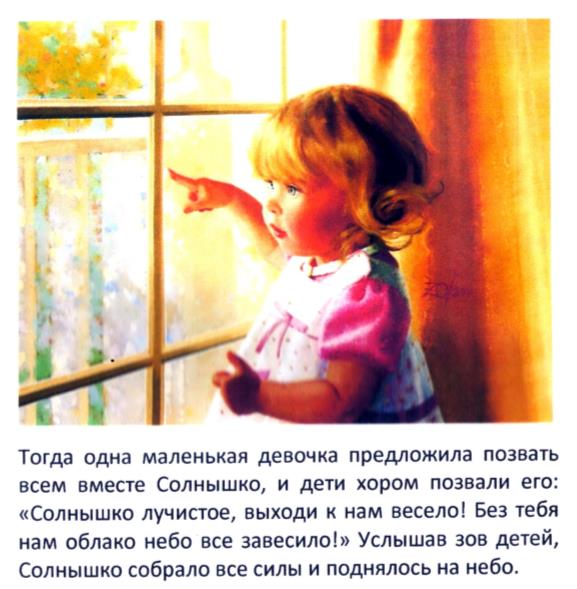 Тогда одна маленькая девочка предложила позвать
всем вместе Солнышко, и дети хором позвали его:
«Солнышко лучистое, выходи к нам весело! Без тебя
нам облако небо все завесило!» Услышав зов детей,
Солнышко собрало все силы и поднялось на небо.